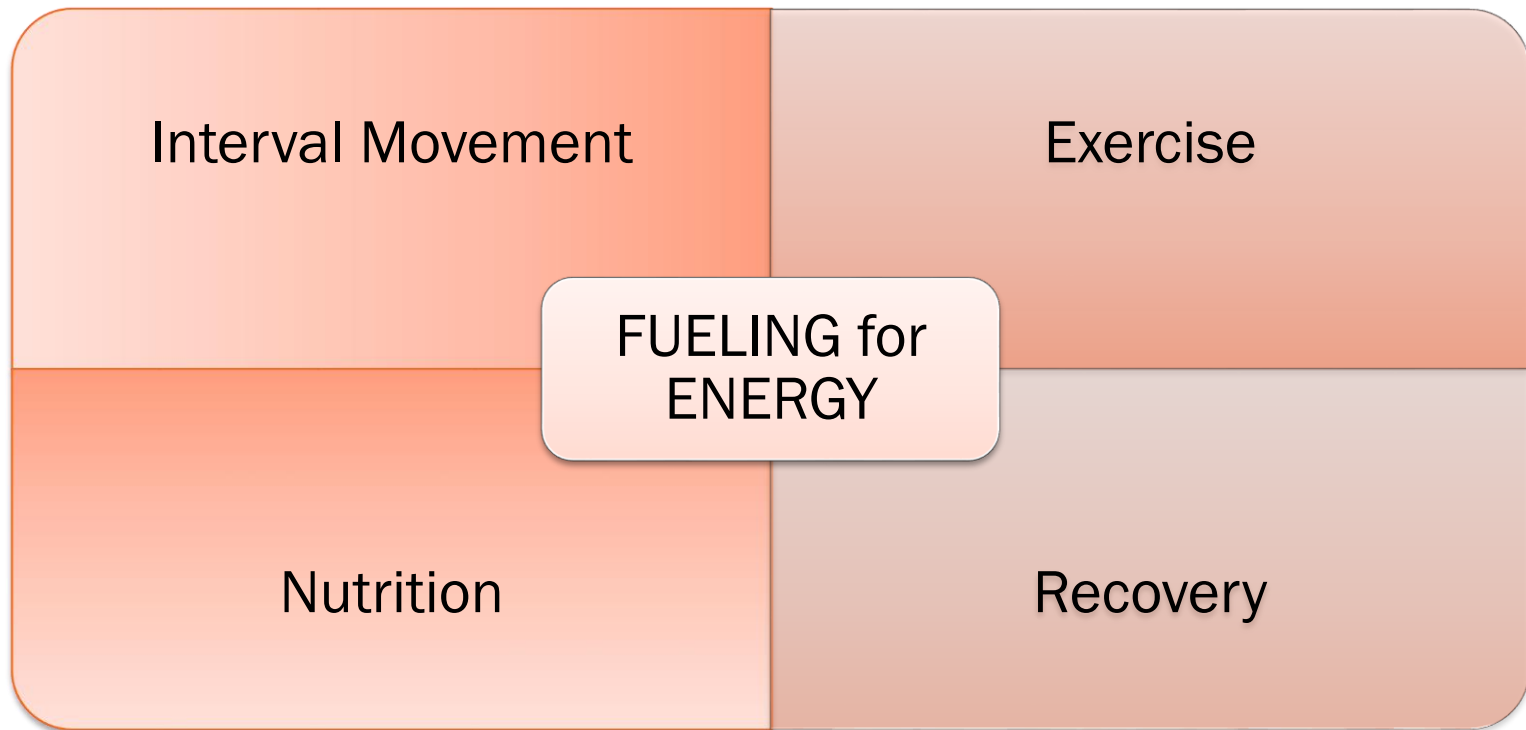 Interval Movement
Exercise
FUELING for
ENERGY
Nutrition
Recovery